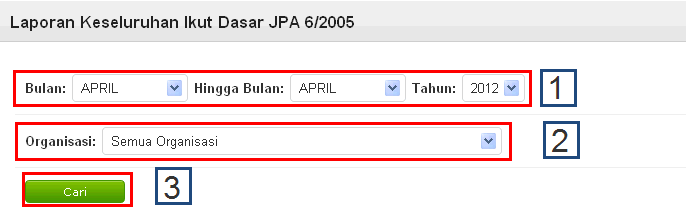 Laporan Keseluruhan Ikut Dasar JPA 6/2005
Bulan: APRIL Hingga Bulan: APRIL Tahun: 2012 1
Organisasi: Semua Organisasi 2
Cari 3